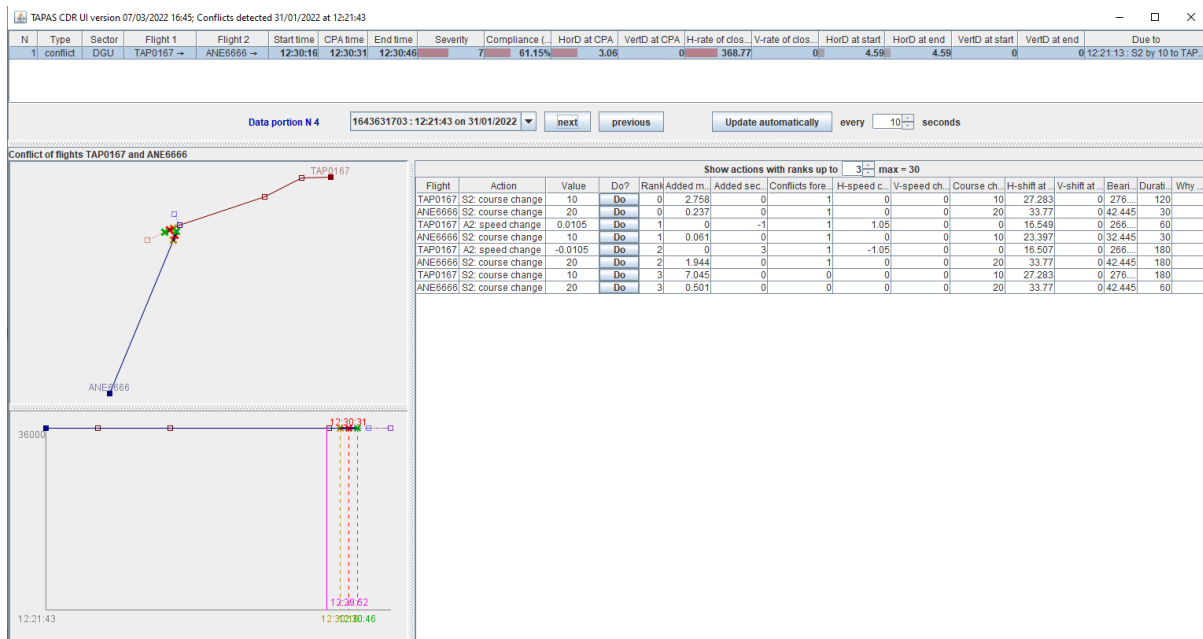 TAPAS CDR UI version 07/03/2022 16:45; Conflicts detected 31/01/2022 at 12:21:43
N Type Sector Flight 1 Flight 2 Start time CPA time End time Severity Compliance (... HorD at CPA VertD at CPA H-rate of clos... V-rate of clos... HorD at start HorD at end VertD at start VertD at end Due to
1 conflict DGU TAP0167 → ANE6666 → 12:30:16 12:30:31 12:30:46 7 61.15% 3.06 0 368.77 0 4.59 4.59 0 0 12:21:13 : S2 by 10 to TAP...
Data portion N 4 1643631703 : 12:21:43 on 31/01/2022 next previous Update automatically every 10 seconds
Conflict of flights TAP0167 and ANE6666
TAP0167
ANE6666
36000
12:30:31
12:29:52
12:21:43
12:30:46
Show actions with ranks up to 3 max = 30
Flight Action Value Do? Rank Added m... Added sec... Conflicts fore... H-speed c... V-speed ch... Course ch... H-shift at ... V-shift at ... Beari... Durati... Why...
TAP0167 S2: course change 10 Do 0 2.758 0 1 0 0 10 27.283 0 276.... 120
ANE6666 S2: course change 20 Do 0 0.237 0 1 0 0 20 33.77 0 42.445 30
TAP0167 A2: speed change 0.0105 Do 1 0 -1 1 1.05 0 0 16.549 0 266.... 60
ANE6666 S2: course change 10 Do 1 0.061 0 1 0 0 10 23.397 0 32.445 30
TAP0167 A2: speed change -0.0105 Do 2 0 3 1 -1.05 0 0 16.507 0 266.... 180
ANE6666 S2: course change 20 Do 2 1.944 0 1 0 0 20 33.77 0 42.445 180
TAP0167 S2: course change 10 Do 3 7.045 0 0 0 0 10 27.283 0 276.... 180
ANE6666 S2: course change 20 Do 3 0.501 0 0 0 0 20 33.77 0 42.445 60